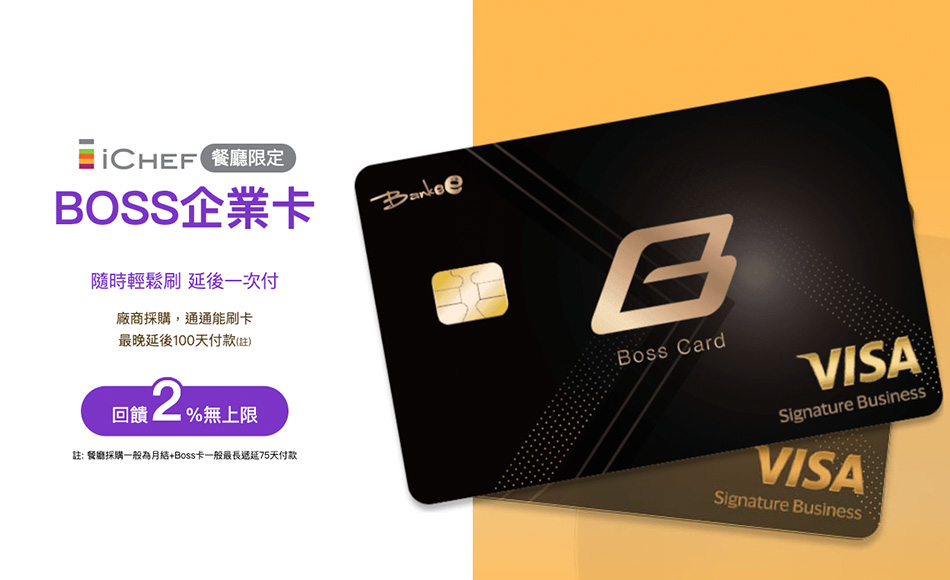 iCHEF 餐廳限定
BOSS企業卡
隨時輕鬆刷 延後一次付
廠商採購，通通能刷卡
最晚延後100天付款(註)
回饋2%無上限
註: 餐廳採購一般為月結+Boss卡一般最長遞延75天付款
Bankee
Boss Card
VISA
Signature Business
VISA
Signature Business